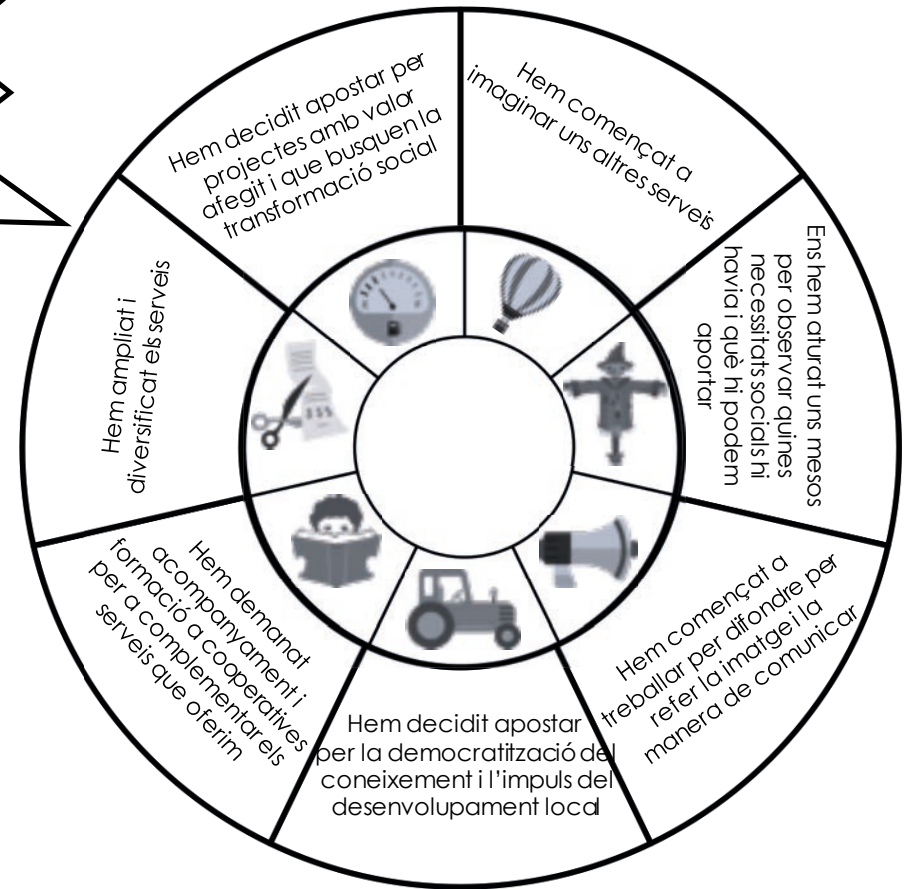 Hem decidit apostar per
projectes amb valor
afegit i que busquen la
transformació social
Hem començat a
imaginar uns altres serveis
Ens hem aturat uns mesos
per observar quines
necessitats socials hi
havia i què hi podem
aportar
Hem començat a
treballar per difondre per
refer la imatge i la
manera de comunicar
Hem decidit apostar
per la democratització del
coneixement i l'impuls del
desenvolupament local
Hem demanat
acompanyament i
formació a cooperatives
per a complementar els
serveis que oferim
Hem ampliat i
diversificat els serveis